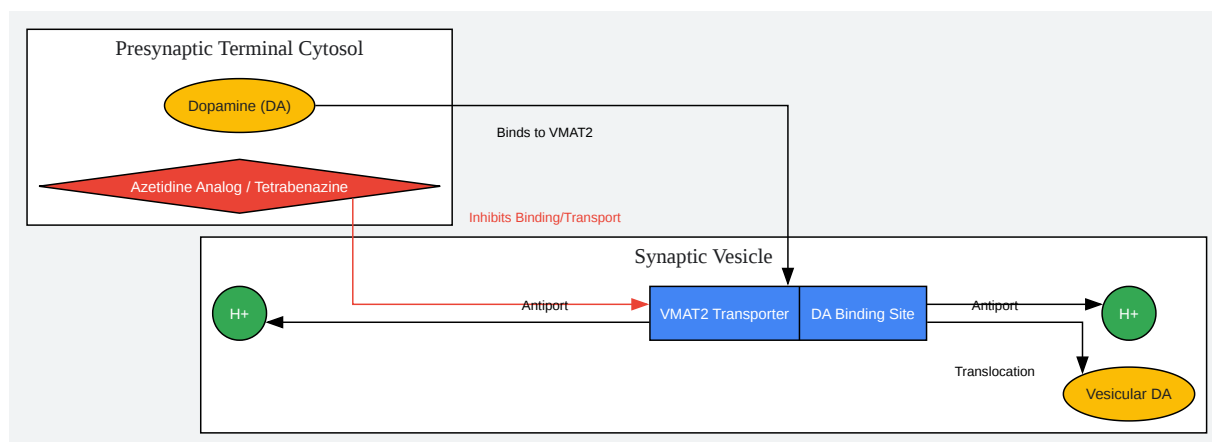 Presynaptic Terminal Cytosol
Dopamine (DA)
Binds to VMAT2
Azetidine Analog / Tetrabenazine
Inhibits Binding/Transport
Synaptic Vesicle
H+
Antiport
VMAT2 Transporter
DA Binding Site
Antiport
H+
Translocation
Vesicular DA